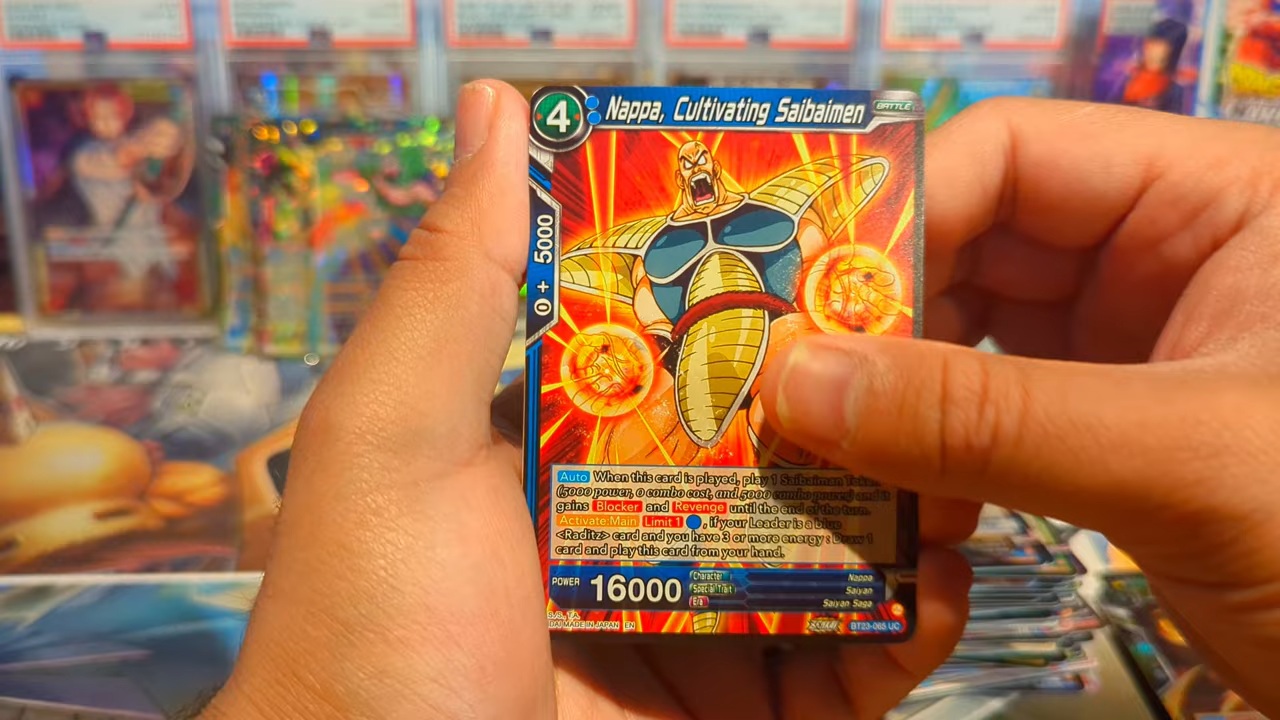 4 Nappa, Cultivating Saibaimen BATTLE
0 + 5000
Auto When this card is played, play 1 Saibaiman Token
(5000 power, 0 combo cost, and 5000 combo power) and it
gains Blocker and Revenge until the end of the turn.
Activate:Main Limit 1 , if your Leader is a blue
<Raditz> card and you have 3 or more energy : Draw 1
card and play this card from your hand.
POWER 16000
Character Nappa
Special Trait Saiyan
Era Saiyan Saga
B.S./S., T.A.
DAI MADE IN JAPAN EN
BT23-065 UC